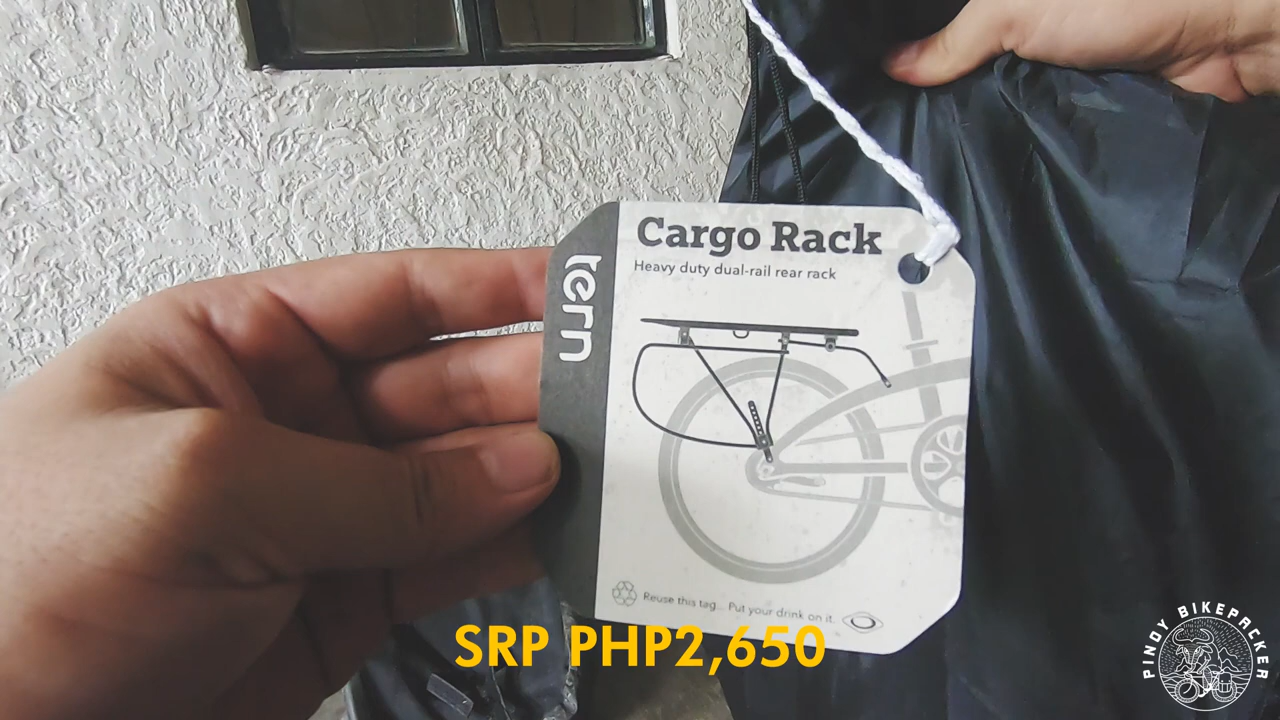 Cargo Rack
Heavy duty dual-rail rear rack
tern
Reuse this tag... Put your drink on it.
SRP PHP2,650
PINOY BIKEPACKER